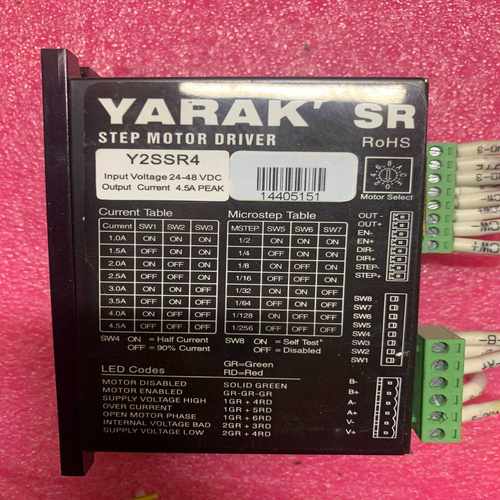 YARAK' SR
STEP MOTOR DRIVER
RoHS
Y2SSR4
Input Voltage 24-48 VDC
Output Current 4.5A PEAK
14405151
Motor Select
Current Table
Current SW1 SW2 SW3
1.0A ON ON ON
1.5A OFF ON ON
2.0A ON OFF ON
2.5A OFF OFF ON
3.0A ON ON OFF
3.5A OFF ON OFF
4.0A ON OFF OFF
4.5A OFF OFF OFF
SW4 ON = Half Current
OFF = 90% Current
Microstep Table
MSTEP SW5 SW6 SW7
1/2 ON ON ON
1/4 OFF ON ON
1/8 ON OFF ON
1/16 OFF OFF ON
1/32 ON ON OFF
1/64 OFF ON OFF
1/128 ON OFF OFF
1/256 OFF OFF OFF
SW8 ON = Self Test
OFF = Disabled
OUT -
OUT+
EN-
EN+
DIR-
DIR+
STEP-
STEP+
SW8
SW7
SW6
SW5
SW4
SW3
SW2
SW1
LED Codes
GR=Green
RD=Red
MOTOR DISABLED SOLID GREEN
MOTOR ENABLED GR-GR-GR
SUPPLY VOLTAGE HIGH 1GR + 4RD
OVER CURRENT 1GR + 5RD
OPEN MOTOR PHASE 1GR + 6RD
INTERNAL VOLTAGE BAD 2GR + 3RD
SUPPLY VOLTAGE LOW 2GR + 4RD
B-
B+
A-
A+
V-
V+